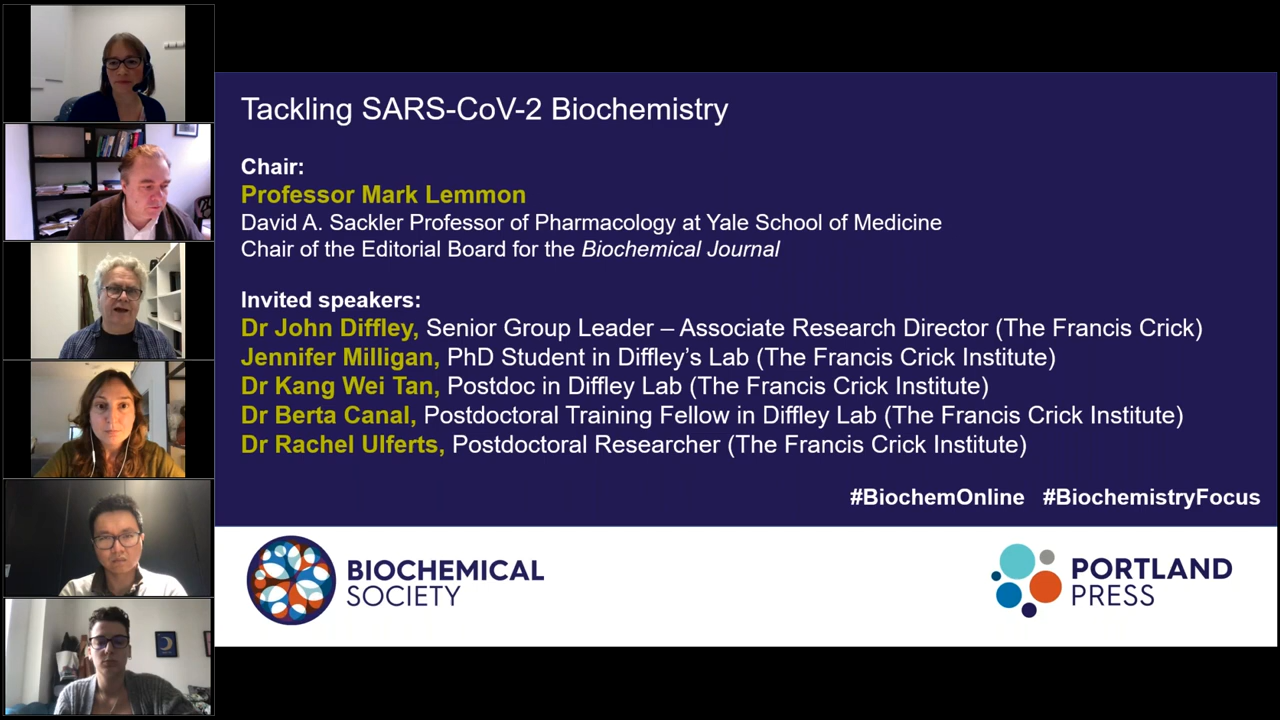 Tackling SARS-CoV-2 Biochemistry
Chair:
Professor Mark Lemmon
David A. Sackler Professor of Pharmacology at Yale School of Medicine
Chair of the Editorial Board for the Biochemical Journal
Invited speakers:
Dr John Diffley, Senior Group Leader – Associate Research Director (The Francis Crick)
Jennifer Milligan, PhD Student in Diffley's Lab (The Francis Crick Institute)
Dr Kang Wei Tan, Postdoc in Diffley Lab (The Francis Crick Institute)
Dr Berta Canal, Postdoctoral Training Fellow in Diffley Lab (The Francis Crick Institute)
Dr Rachel Ulferts, Postdoctoral Researcher (The Francis Crick Institute)
#BiochemOnline #BiochemistryFocus
BIOCHEMICAL
SOCIETY
PORTLAND
PRESS